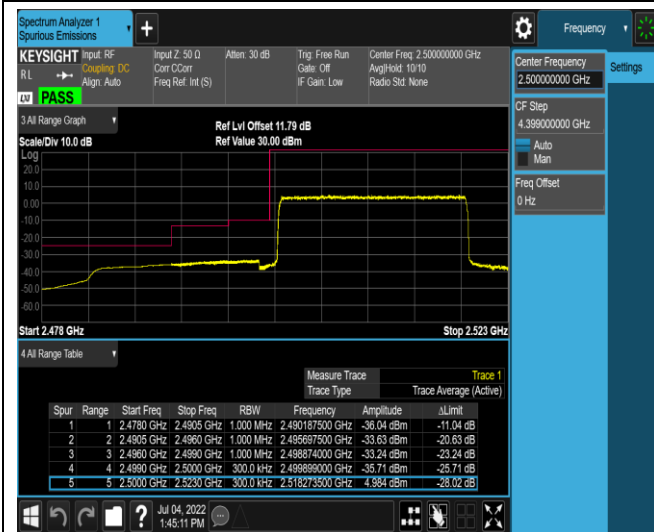 Spectrum Analyzer 1
Spurious Emissions
Frequency
KEYSIGHT
RL
Input: RF
Coupling: DC
Align: Auto
Input Z: 50 Ω
Corr CCorr
Freq Ref: Int (S)
Atten: 30 dB
Trig: Free Run
Gate: Off
IF Gain: Low
Center Freq: 2.500000000 GHz
Avg|Hold: 10/10
Radio Std: None
LXI PASS
Center Frequency
2.500000000 GHz
Settings
CF Step
4.399000000 GHz
Auto
Man
Freq Offset
0 Hz
3 All Range Graph
Scale/Div 10.0 dB
Ref Lvl Offset 11.79 dB
Ref Value 30.00 dBm
Log
20.0
10.0
0.00
-10.0
-20.0
-30.0
-40.0
-50.0
-60.0
Start 2.478 GHz
Stop 2.523 GHz
4 All Range Table
Measure Trace Trace 1
Trace Type Trace Average (Active)
Spur Range Start Freq Stop Freq RBW Frequency Amplitude ΔLimit
1 1 2.4780 GHz 2.4905 GHz 1.000 MHz 2.490187500 GHz -36.04 dBm -11.04 dB
2 2 2.4905 GHz 2.4960 GHz 1.000 MHz 2.495697500 GHz -33.63 dBm -20.63 dB
3 3 2.4960 GHz 2.4990 GHz 1.000 MHz 2.498874000 GHz -33.24 dBm -23.24 dB
4 4 2.4990 GHz 2.5000 GHz 300.0 kHz 2.499899000 GHz -35.71 dBm -25.71 dB
5 5 2.5000 GHz 2.5230 GHz 300.0 kHz 2.518273500 GHz 4.984 dBm -28.02 dB
Jul 04, 2022
1:45:11 PM